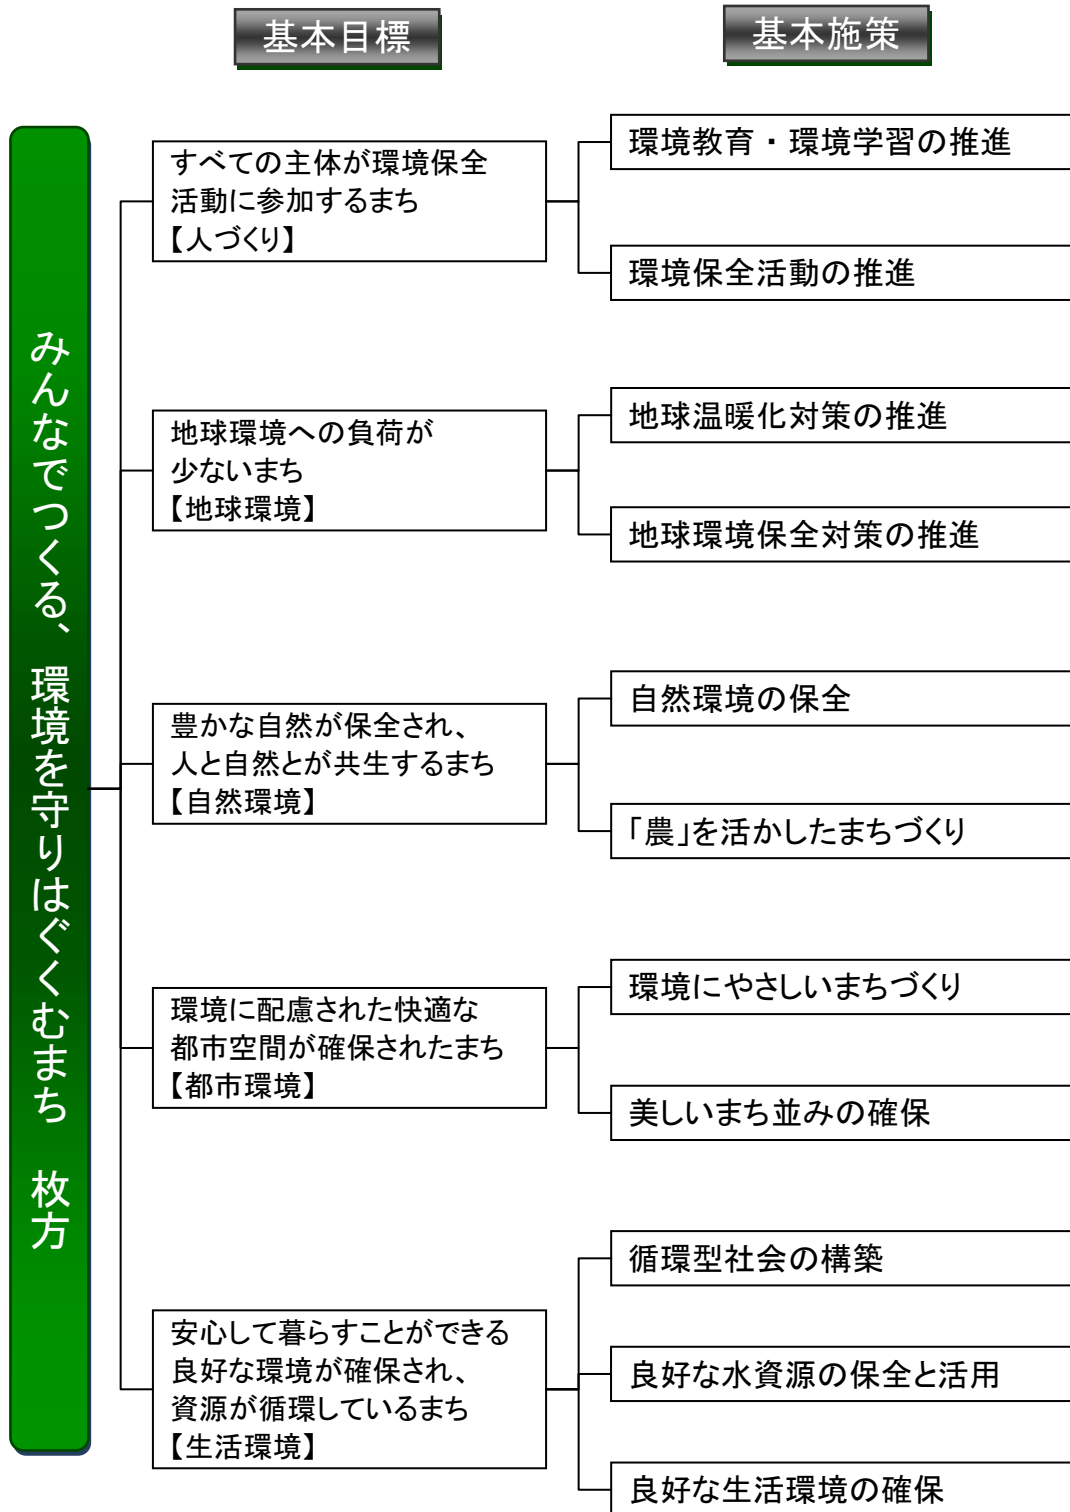 基本目標
基本施策
みんなでつくる、環境を守りはぐくむまち　枚方
すべての主体が環境保全
活動に参加するまち
【人づくり】
環境教育・環境学習の推進
環境保全活動の推進
地球環境への負荷が
少ないまち
【地球環境】
地球温暖化対策の推進
地球環境保全対策の推進
豊かな自然が保全され、
人と自然とが共生するまち
【自然環境】
自然環境の保全
「農」を活かしたまちづくり
環境に配慮された快適な
都市空間が確保されたまち
【都市環境】
環境にやさしいまちづくり
美しいまち並みの確保
安心して暮らすことができる
良好な環境が確保され、
資源が循環しているまち
【生活環境】
循環型社会の構築
良好な水資源の保全と活用
良好な生活環境の確保